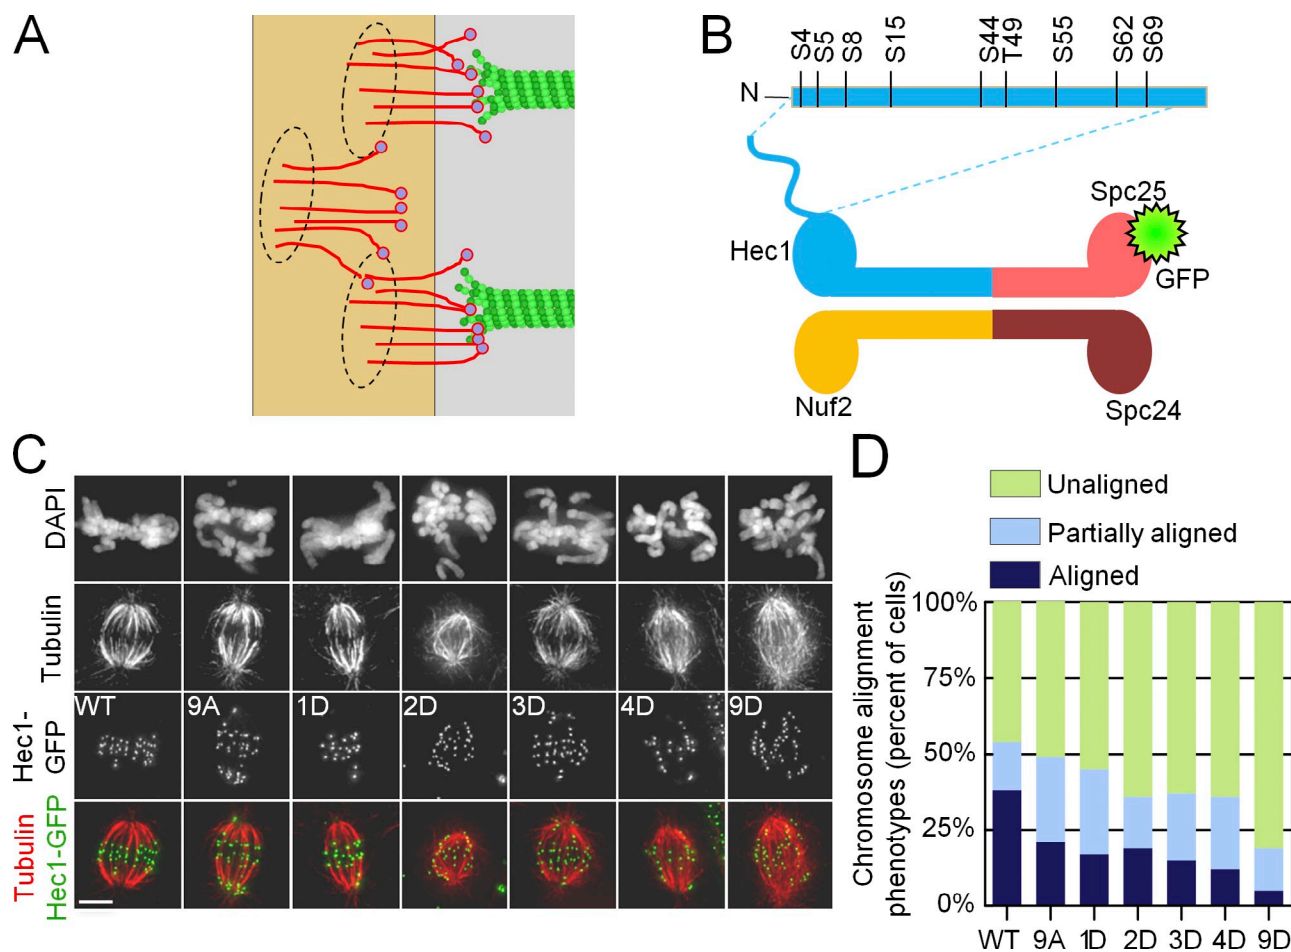 A
B
S4
S5
S8
S15
S44
T49
S55
S62
S69
N
Spc25
Hec1
GFP
Nuf2
Spc24
C
DAPI
Tubulin
Hec1-
GFP
WT
9A
1D
2D
3D
4D
9D
Tubulin
Hec1-GFP
D
Unaligned
Partially aligned
Aligned
Chromosome alignment
phenotypes (percent of cells)
100%
75%
50%
25%
0%
WT 9A 1D 2D 3D 4D 9D